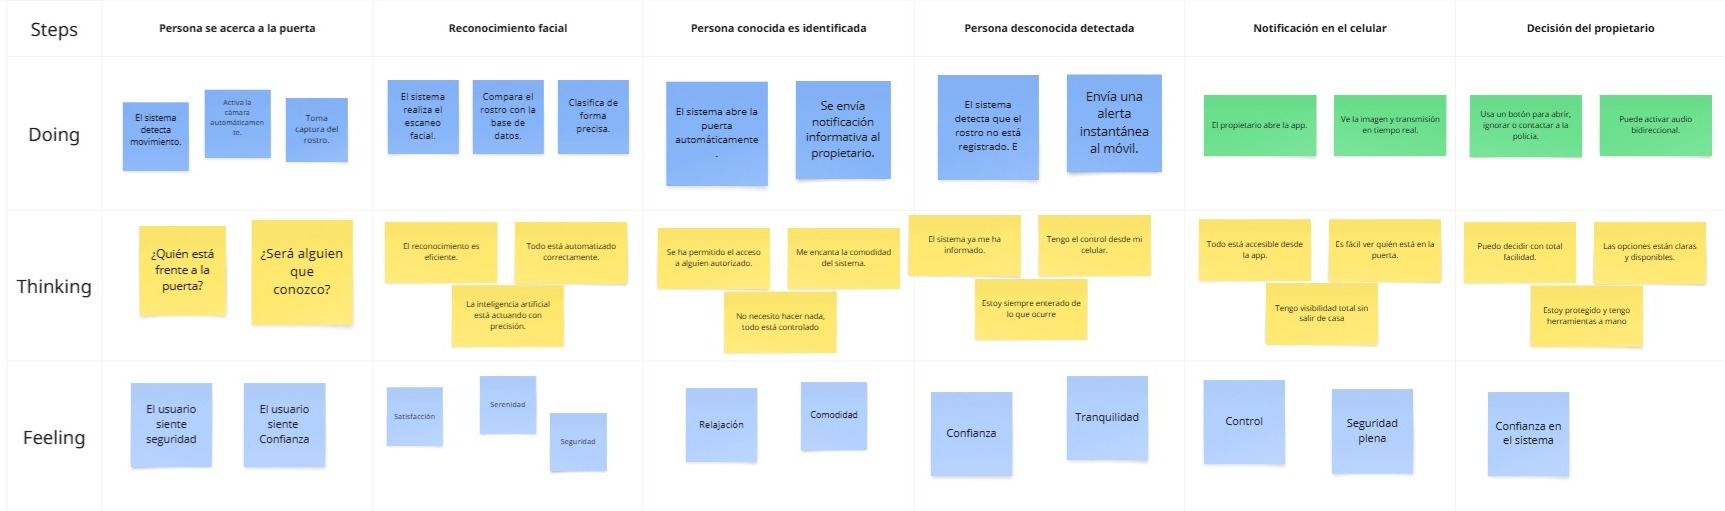 Steps
Persona se acerca a la puerta
Reconocimiento facial
Persona conocida es identificada
Persona desconocida detectada
Notificación en el celular
Decisión del propietario
Doing
El sistema
detecta
movimiento.
Activa la
cámara
automáticamen
te.
Toma
captura del
rostro.
El sistema
realiza el
escaneo
facial.
Compara el
rostro con la
base de
datos.
Clasifica de
forma
precisa.
El sistema abre la
puerta
automáticamente
.
Se envía
notificación
informativa al
propietario.
El sistema
detecta que el
rostro no está
registrado. E
Envía una
alerta
instantánea
al móvil.
El propietario abre la app.
Ve la imagen y transmisión
en tiempo real.
Usa un botón para abrir,
ignorar o contactar a la
policía.
Puede activar audio
bidireccional.
Thinking
¿Quién está
frente a la
puerta?
¿Será alguien
que
conozco?
El reconocimiento es
eficiente.
Todo está automatizado
correctamente.
La inteligencia artificial
está actuando con
precisión.
Se ha permitido el acceso
a alguien autorizado.
Me encanta la comodidad
del sistema.
No necesito hacer nada,
todo está controlado
El sistema ya me ha
informado.
Tengo el control desde mi
celular.
Estoy siempre enterado de
lo que ocurre
Todo está accesible desde
la app.
Es fácil ver quién está en la
puerta.
Tengo visibilidad total sin
salir de casa
Puedo decidir con total
facilidad.
Las opciones están claras
y disponibles.
Estoy protegido y tengo
herramientas a mano
Feeling
El usuario
siente
seguridad
El usuario
siente
Confianza
Satisfacción
Serenidad
Seguridad
Relajación
Comodidad
Confianza
Tranquilidad
Control
Seguridad
plena
Confianza en
el sistema